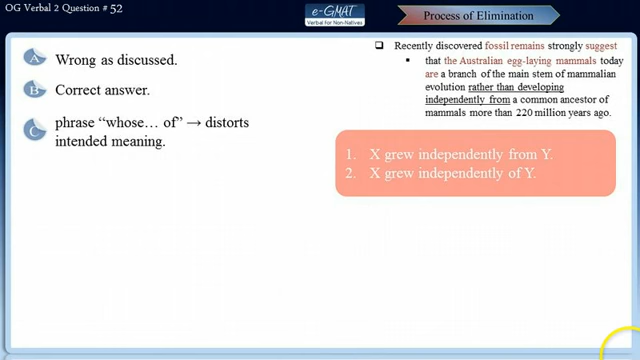 OG Verbal 2 Question # 52
e-GMAT
Verbal for Non-Natives
Process of Elimination
A Wrong as discussed.
B Correct answer.
C phrase “whose… of” → distorts
intended meaning.
Recently discovered fossil remains strongly suggest
that the Australian egg-laying mammals today
are a branch of the main stem of mammalian
evolution rather than developing
independently from a common ancestor of
mammals more than 220 million years ago.
1. X grew independently from Y.
2. X grew independently of Y.